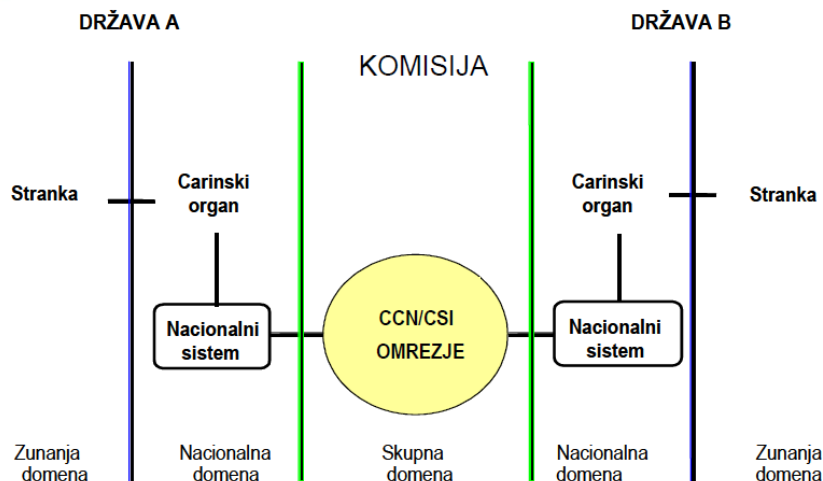 DRŽAVA A
DRŽAVA B
KOMISIJA
Stranka
Carinski
organ
Carinski
organ
Stranka
Nacionalni
sistem
CCN/CSI
OMREZJE
Nacionalni
sistem
Zunanja
domena
Nacionalna
domena
Skupna
domena
Nacionalna
domena
Zunanja
domena